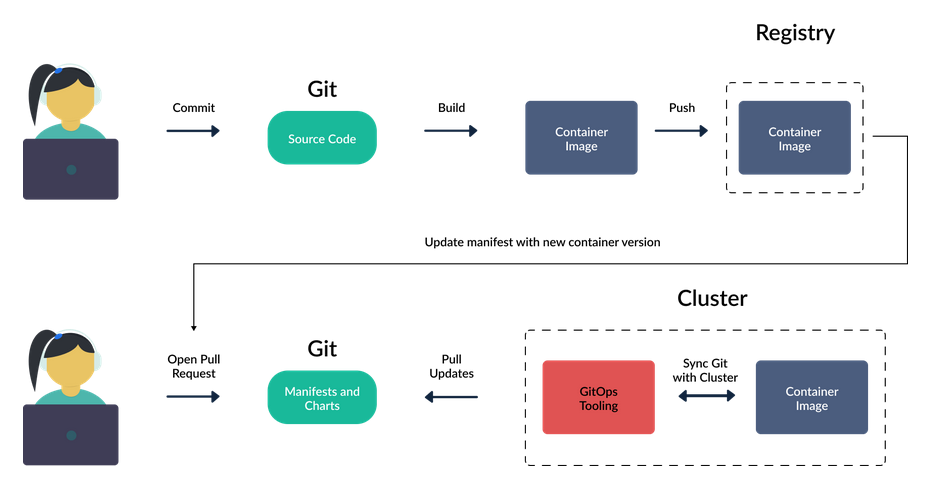 Registry
Git
Commit
Build
Push
Source Code
Container
Image
Container
Image
Update manifest with new container version
Cluster
Git
Open Pull
Request
Pull
Updates
Sync Git
with Cluster
Manifests and
Charts
GitOps
Tooling
Container
Image